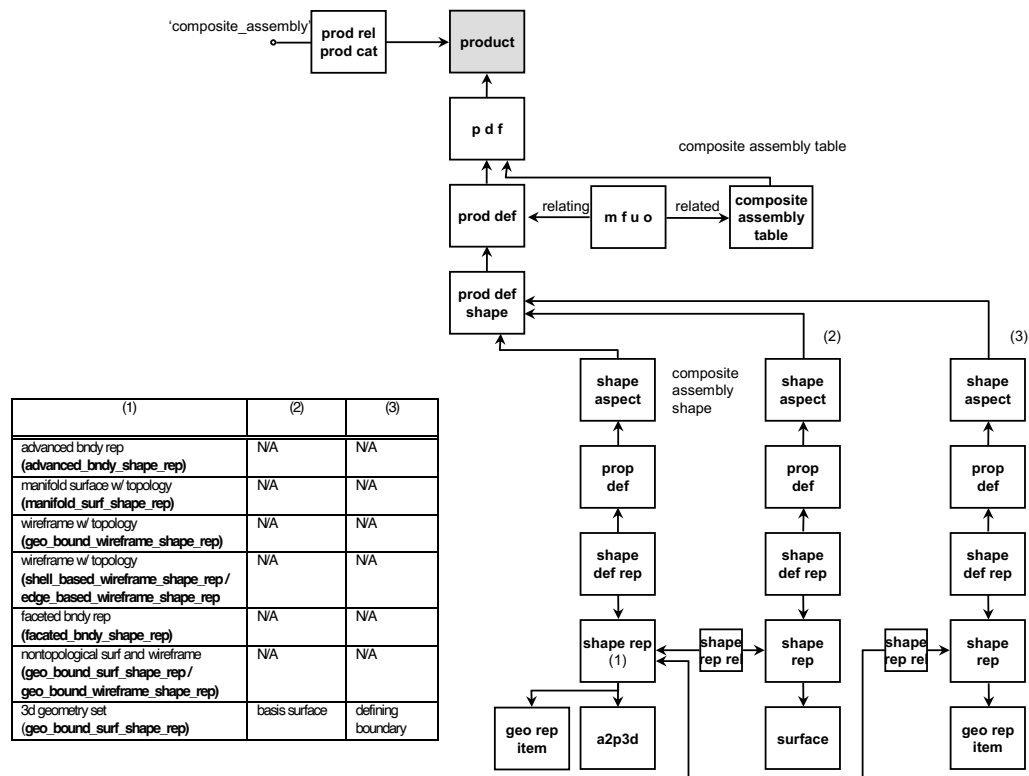 'composite_assembly'
prod rel
prod cat
product
p d f
composite assembly table
prod def
relating
m f u o
related
composite
assembly
table
prod def
shape
(2)
(3)
shape
aspect
composite
assembly
shape
shape
aspect
shape
aspect
prop
def
prop
def
prop
def
shape
def rep
shape
def rep
shape
def rep
shape rep
(1)
shape
rep rel
shape
rep
shape
rep rel
shape
rep
geo rep
item
a2p3d
surface
geo rep
item
(1) (2) (3)
advanced bndy rep N/A N/A
(advanced_bndy_shape_rep)
manifold surface w/ topology N/A N/A
(manifold_surf_shape_rep)
wireframe w/ topology N/A N/A
(geo_bound_wireframe_shape_rep)
wireframe w/ topology N/A N/A
(shell_based_wireframe_shape_rep /
edge_based_wireframe_shape_rep
faceted bndy rep N/A N/A
(facated_bndy_shape_rep)
nontopological surf and wireframe N/A N/A
(geo_bound_surf_shape_rep /
geo_bound_wireframe_shape_rep)
3d geometry set basis surface defining
(geo_bound_surf_shape_rep) boundary